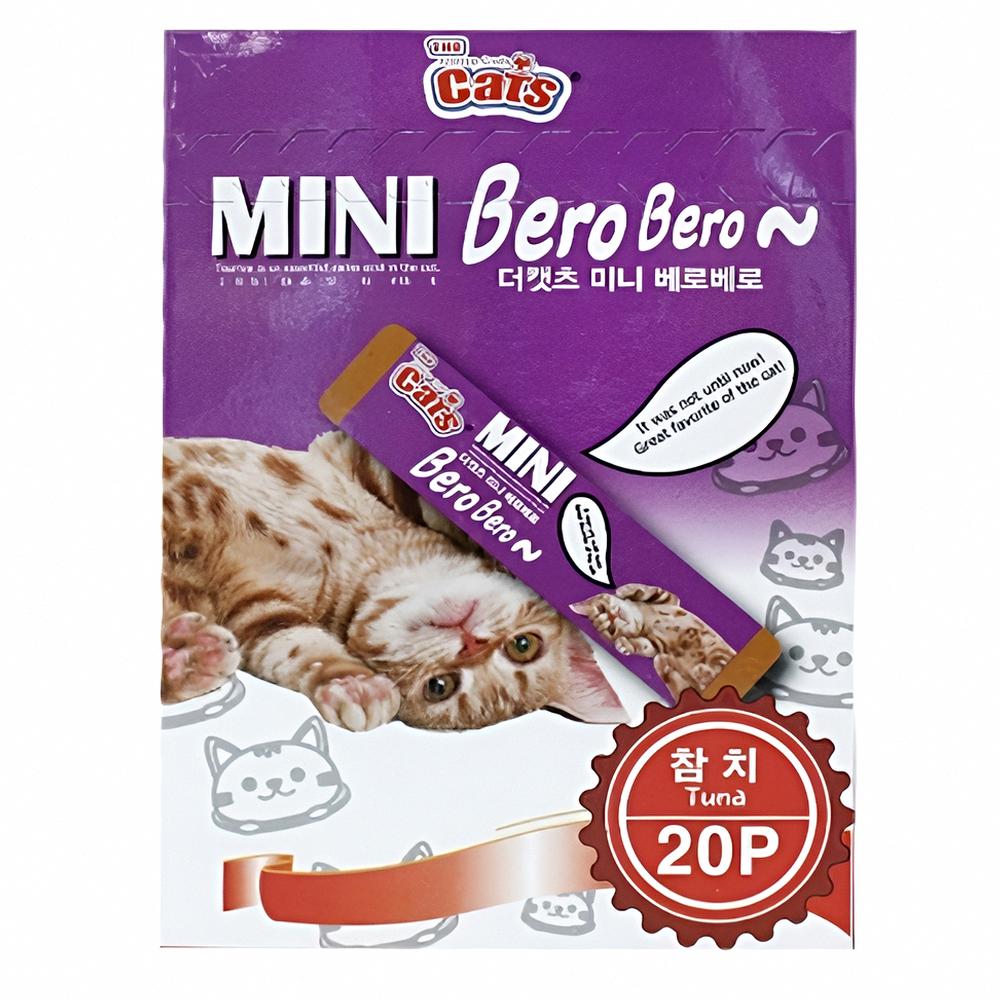 THE
Cats
MINI Bero Bero ~
더캣츠 미니 베로베로
It was not until now!
Great favorite of the cat!
Cats
MINI
Bero Bero ~
참치
Tuna
20P